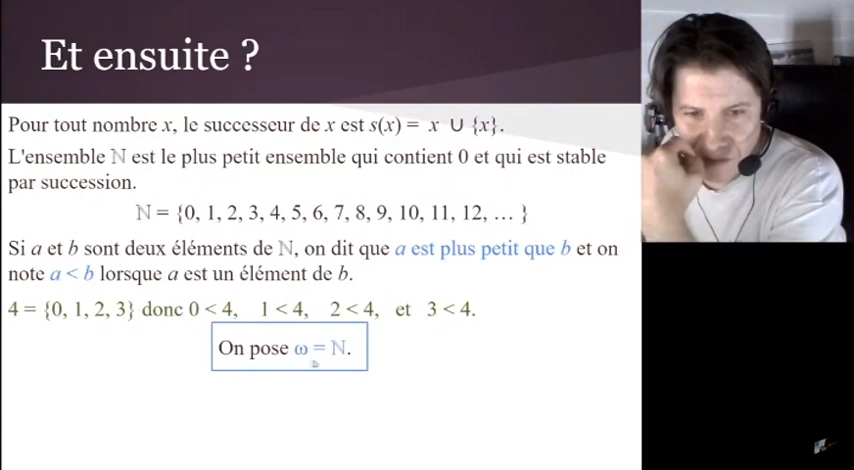 Et ensuite ?
Pour tout nombre x, le successeur de x est s(x) = x ∪ {x}.
L'ensemble ℕ est le plus petit ensemble qui contient 0 et qui est stable
par succession.
ℕ = {0, 1, 2, 3, 4, 5, 6, 7, 8, 9, 10, 11, 12, … }
Si a et b sont deux éléments de ℕ, on dit que a est plus petit que b et on
note a < b lorsque a est un élément de b.
4 = {0, 1, 2, 3} donc 0 < 4, 1 < 4, 2 < 4, et 3 < 4.
On pose ω = ℕ.